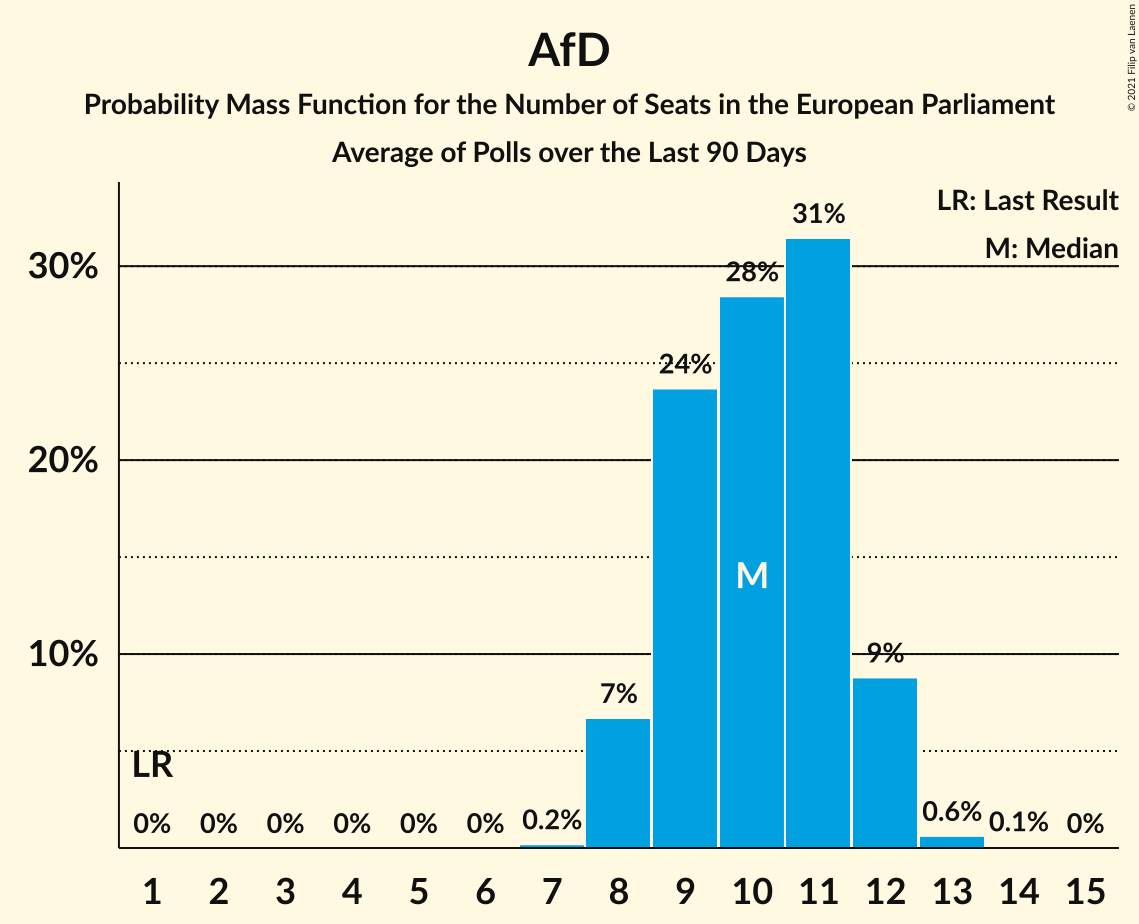 AfD
Probability Mass Function for the Number of Seats in the European Parliament
Average of Polls over the Last 90 Days
© 2021 Filip van Laenen
LR: Last Result
M: Median
30%
20%
10%
31%
28%
24%
M
9%
7%
LR
0% 0% 0% 0% 0% 0% 0.2% 0.6% 0.1% 0%
1 2 3 4 5 6 7 8 9 10 11 12 13 14 15